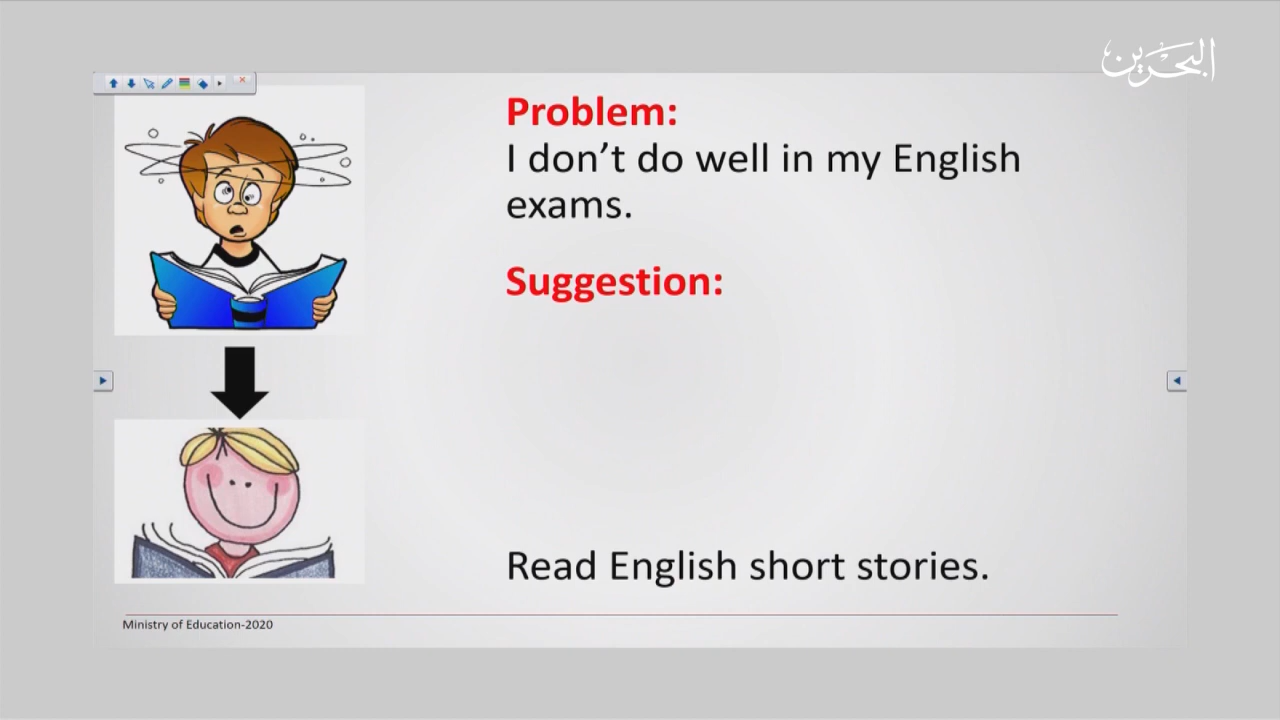 البحرين
Problem:
I don’t do well in my English
exams.
Suggestion:
Read English short stories.
Ministry of Education-2020